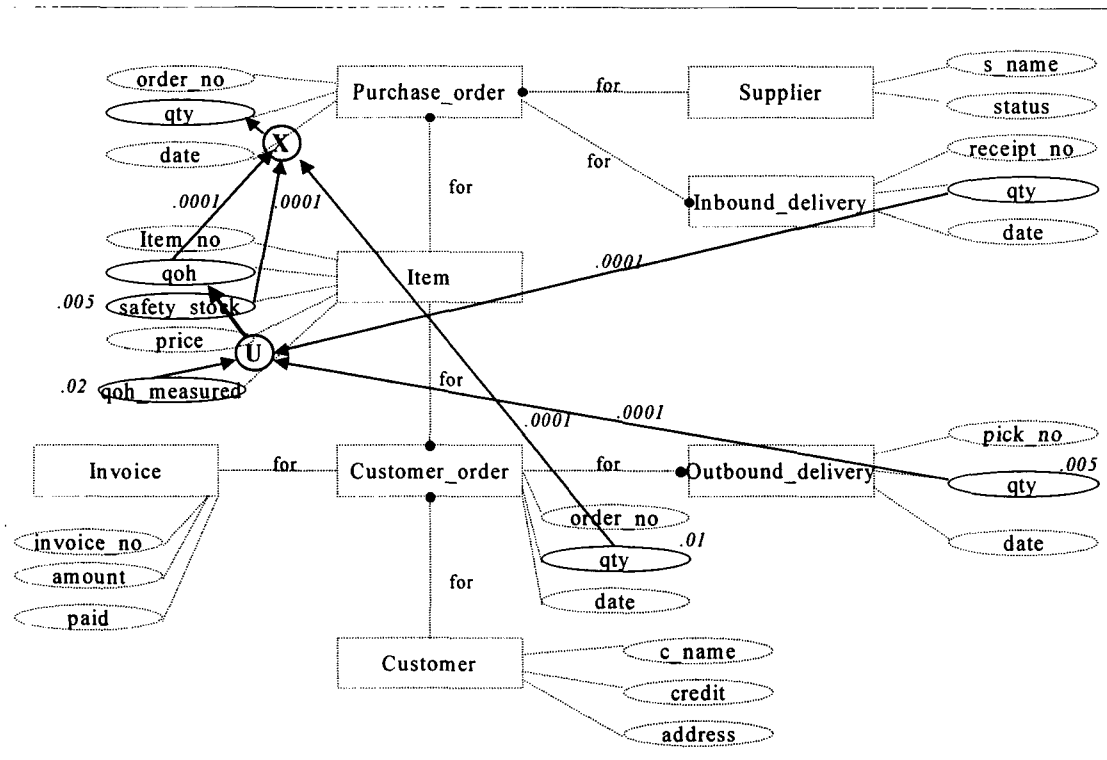 order_no
qty
date
Purchase_order
for
Supplier
s_name
status
X
for
receipt_no
qty
date
Inbound_delivery
.0001
.0001
for
Item_no
qoh
.005 safety_stock
price
Item
.0001
U
.02 qoh_measured
for
.0001
.0001
Invoice
for
Customer_order
for
Outbound_delivery
pick_no
.005
qty
date
invoice_no
amount
paid
order_no
.01
qty
date
for
Customer
c_name
credit
address